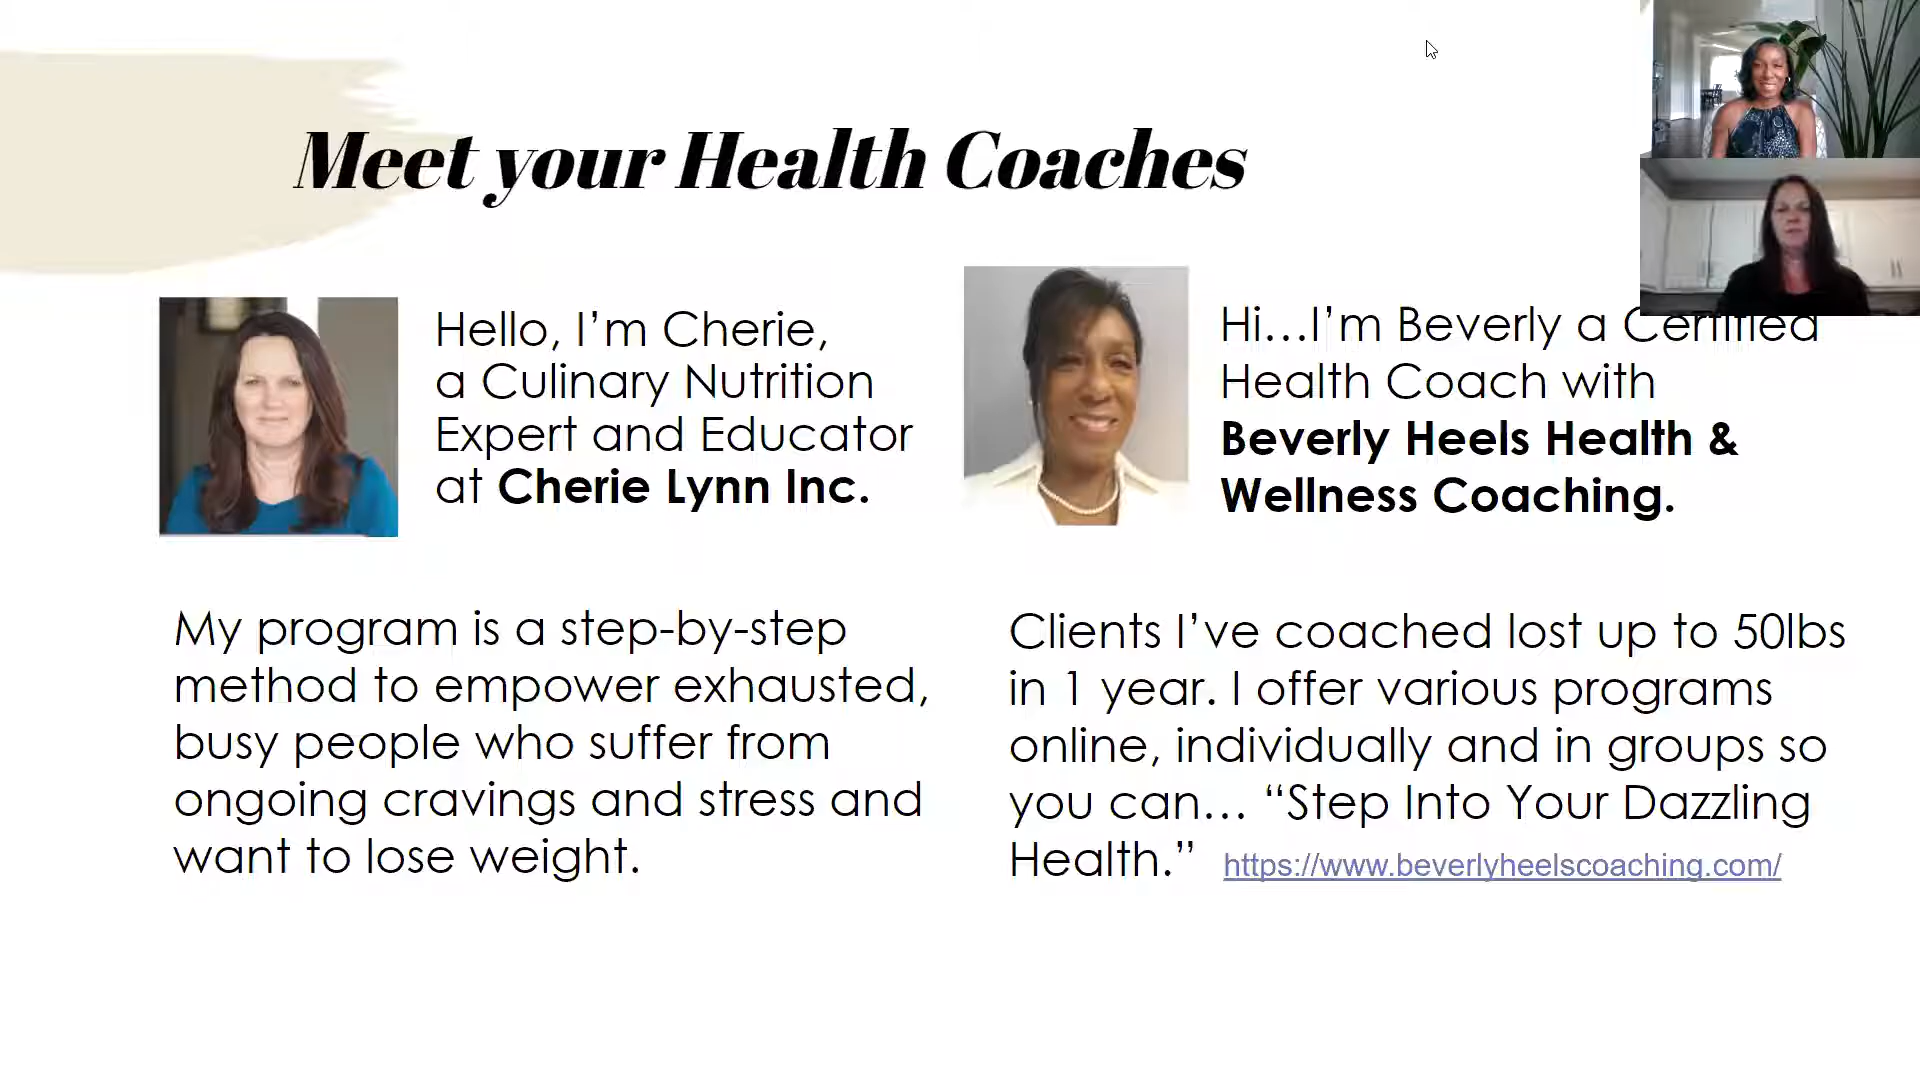 Meet your Health Coaches
Hello, I’m Cherie,
a Culinary Nutrition
Expert and Educator
at Cherie Lynn Inc.
Hi...I’m Beverly a Certified
Health Coach with
Beverly Heels Health &
Wellness Coaching.
My program is a step-by-step
method to empower exhausted,
busy people who suffer from
ongoing cravings and stress and
want to lose weight.
Clients I’ve coached lost up to 50lbs
in 1 year. I offer various programs
online, individually and in groups so
you can... “Step Into Your Dazzling
Health.” https://www.beverlyheelscoaching.com/